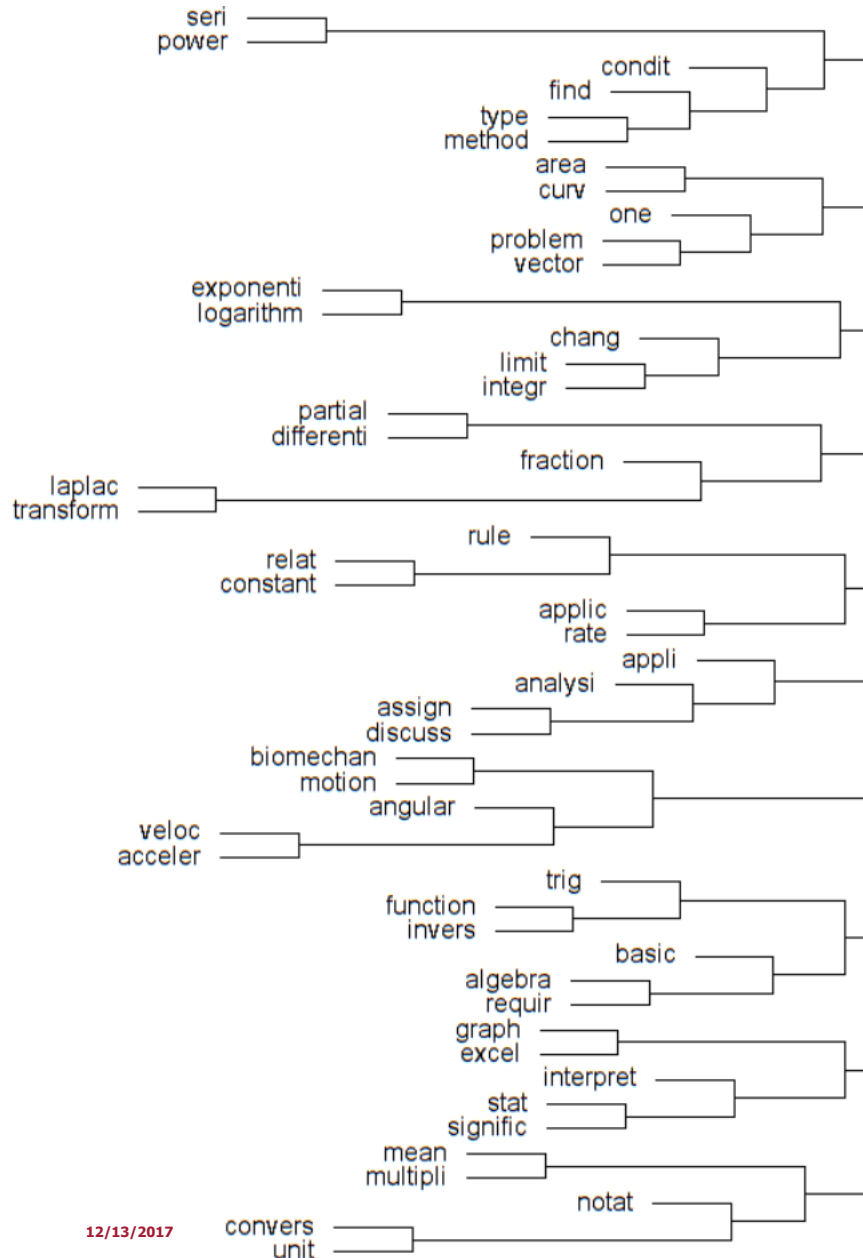 seri
power
condit
find
type
method
area
curv
one
problem
vector
exponenti
logarithm
chang
limit
integr
partial
differenti
fraction
laplac
transform
rule
relat
constant
applic
rate
appli
analysi
assign
discuss
biomechan
motion
angular
veloc
acceler
trig
function
invers
basic
algebra
requir
graph
excel
interpret
stat
signific
mean
multipli
notat
convers
12/13/2017
unit